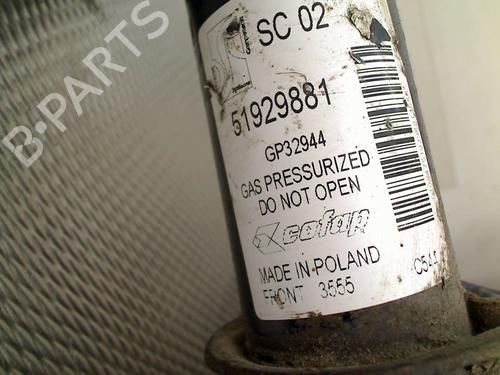 SC 02
51929881
GP32944
GAS PRESSURIZED
DO NOT OPEN
cofap
MADE IN POLAND
FRONT 3555
B-PARTS